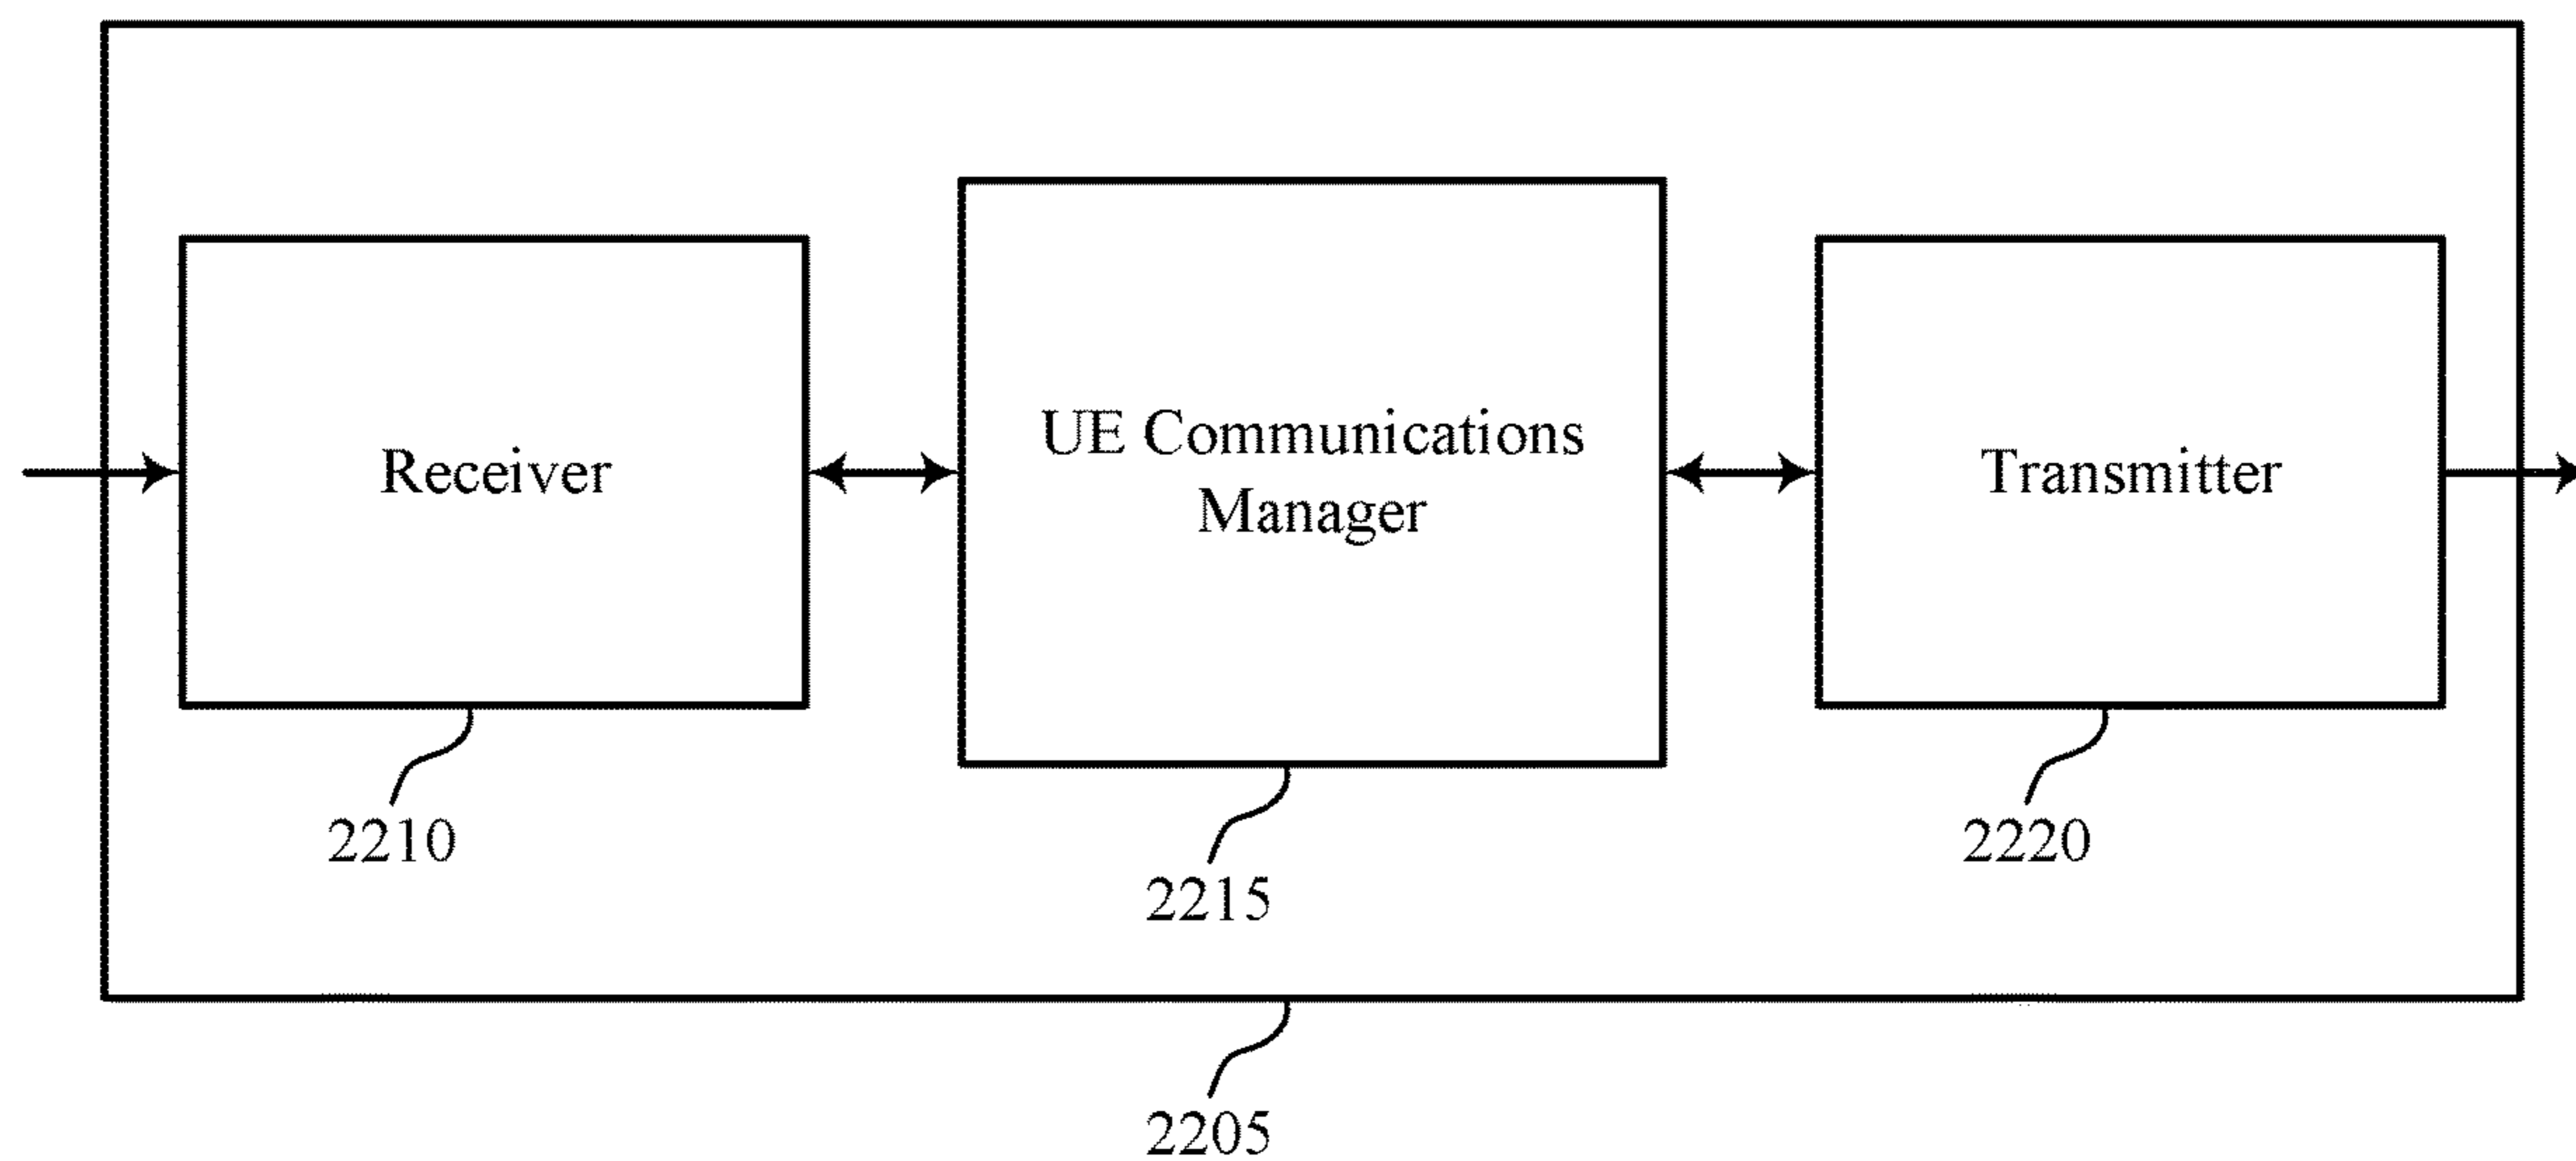 Receiver
UE Communications
Manager
Transmitter
2210
2215
2220
2205